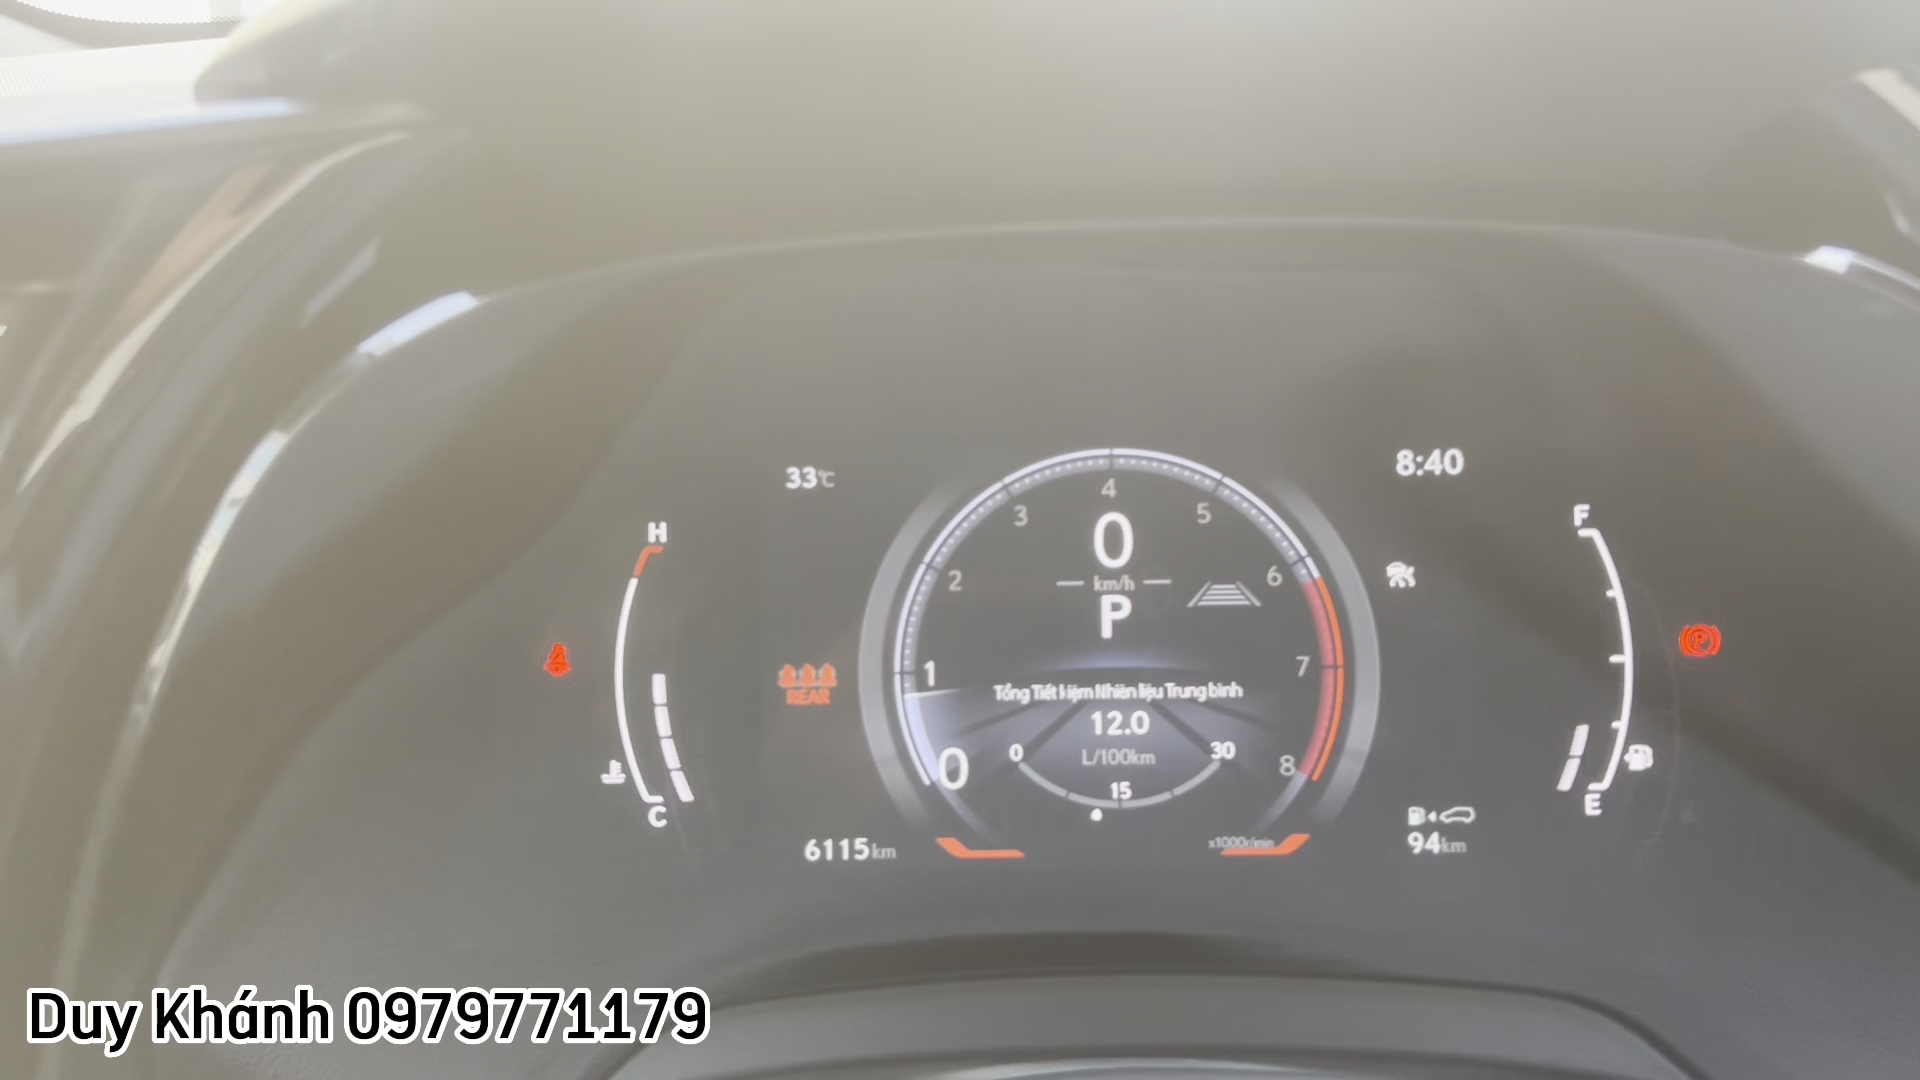 33°C
8:40
H
C
4
3
5
2
6
1
7
0
8
0
km/h
P
REAR
P
F
E
Tổng Tiết kiệm Nhiên liệu Trung bình
12.0
L/100km
0
30
15
x1000r/min
6115km
94km
Duy Khánh 0979771179